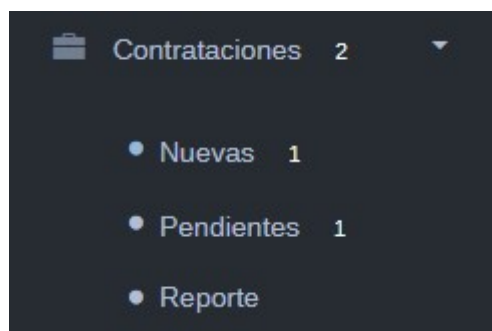 Contrataciones 2
Nuevas 1
Pendientes 1
Reporte